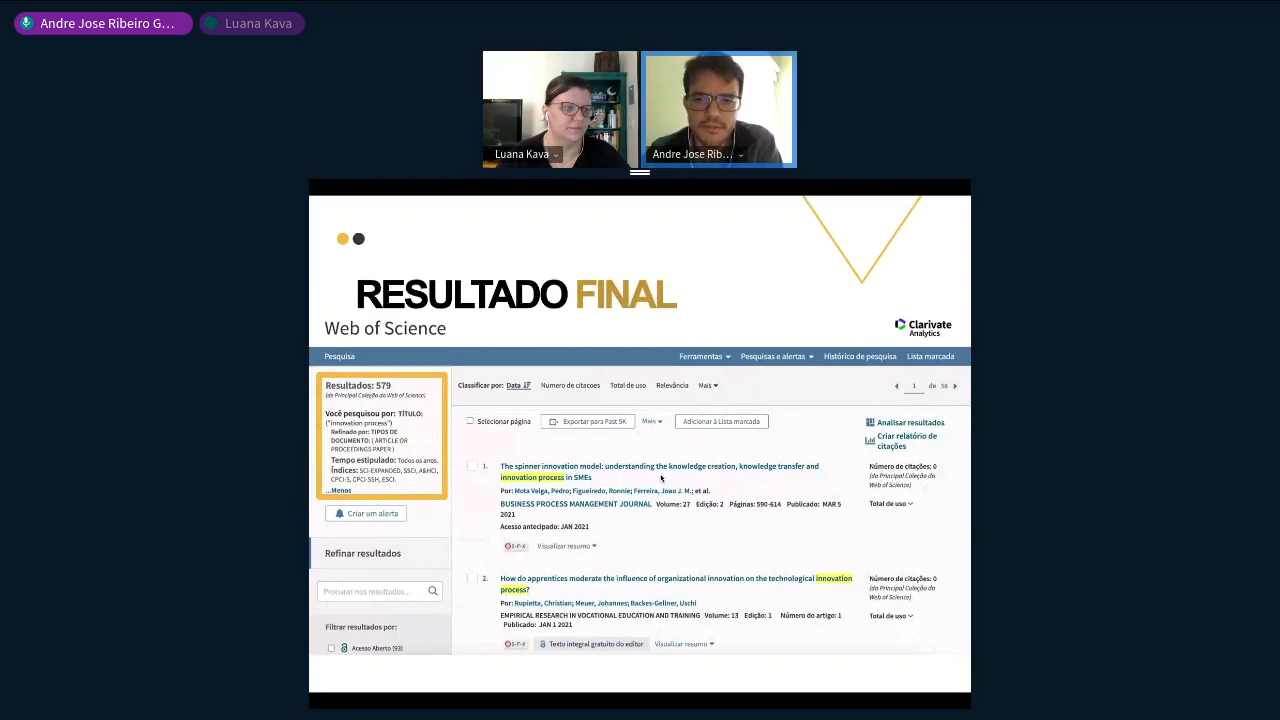 Andre Jose Ribeiro G...
Luana Kava
Luana Kava
Andre Jose Rib...
RESULTADO FINAL
Web of Science
Clarivate
Analytics
Pesquisa
Ferramentas
Pesquisas e alertas
Histórico de pesquisa
Lista marcada
Resultados: 579
(da Principal Coleção da Web of Science)
Você pesquisou por: TÍTULO:
("innovation process")
Refinado por: TIPOS DE
DOCUMENTO: ( ARTICLE OR
PROCEEDINGS PAPER )
Tempo estipulado: Todos os anos.
Índices: SCI-EXPANDED, SSCI, A&HCI,
CPCI-S, CPCI-SSH, ESCI.
...Menos
Criar um alerta
Refinar resultados
Procurar nos resultados...
Filtrar resultados por:
Acesso Aberto (93)
Classificar por: Data Numero de citacoes Total de uso Relevância Mais
1 de 58
Selecionar página
Exportar para Fast 5K
Mais
Adicionar à Lista marcada
Analisar resultados
Criar relatório de
citações
1. The spinner innovation model: understanding the knowledge creation, knowledge transfer and
innovation process in SMEs
Por: Mota Veiga, Pedro; Figueiredo, Ronnie; Ferreira, Joao J. M.; et al.
BUSINESS PROCESS MANAGEMENT JOURNAL Volume: 27 Edição: 2 Páginas: 590-614 Publicado: MAR 5
2021
Acesso antecipado: JAN 2021
S-F-X Visualizar resumo
Número de citações: 0
(da Principal Coleção da
Web of Science)
Total de uso
2. How do apprentices moderate the influence of organizational innovation on the technological innovation
process?
Por: Rupietta, Christian; Meuer, Johannes; Backes-Gellner, Uschi
EMPIRICAL RESEARCH IN VOCATIONAL EDUCATION AND TRAINING Volume: 13 Edição: 1 Número do artigo: 1
Publicado: JAN 1 2021
S-F-X Texto integral gratuito do editor Visualizar resumo
Número de citações: 0
(da Principal Coleção da
Web of Science)
Total de uso